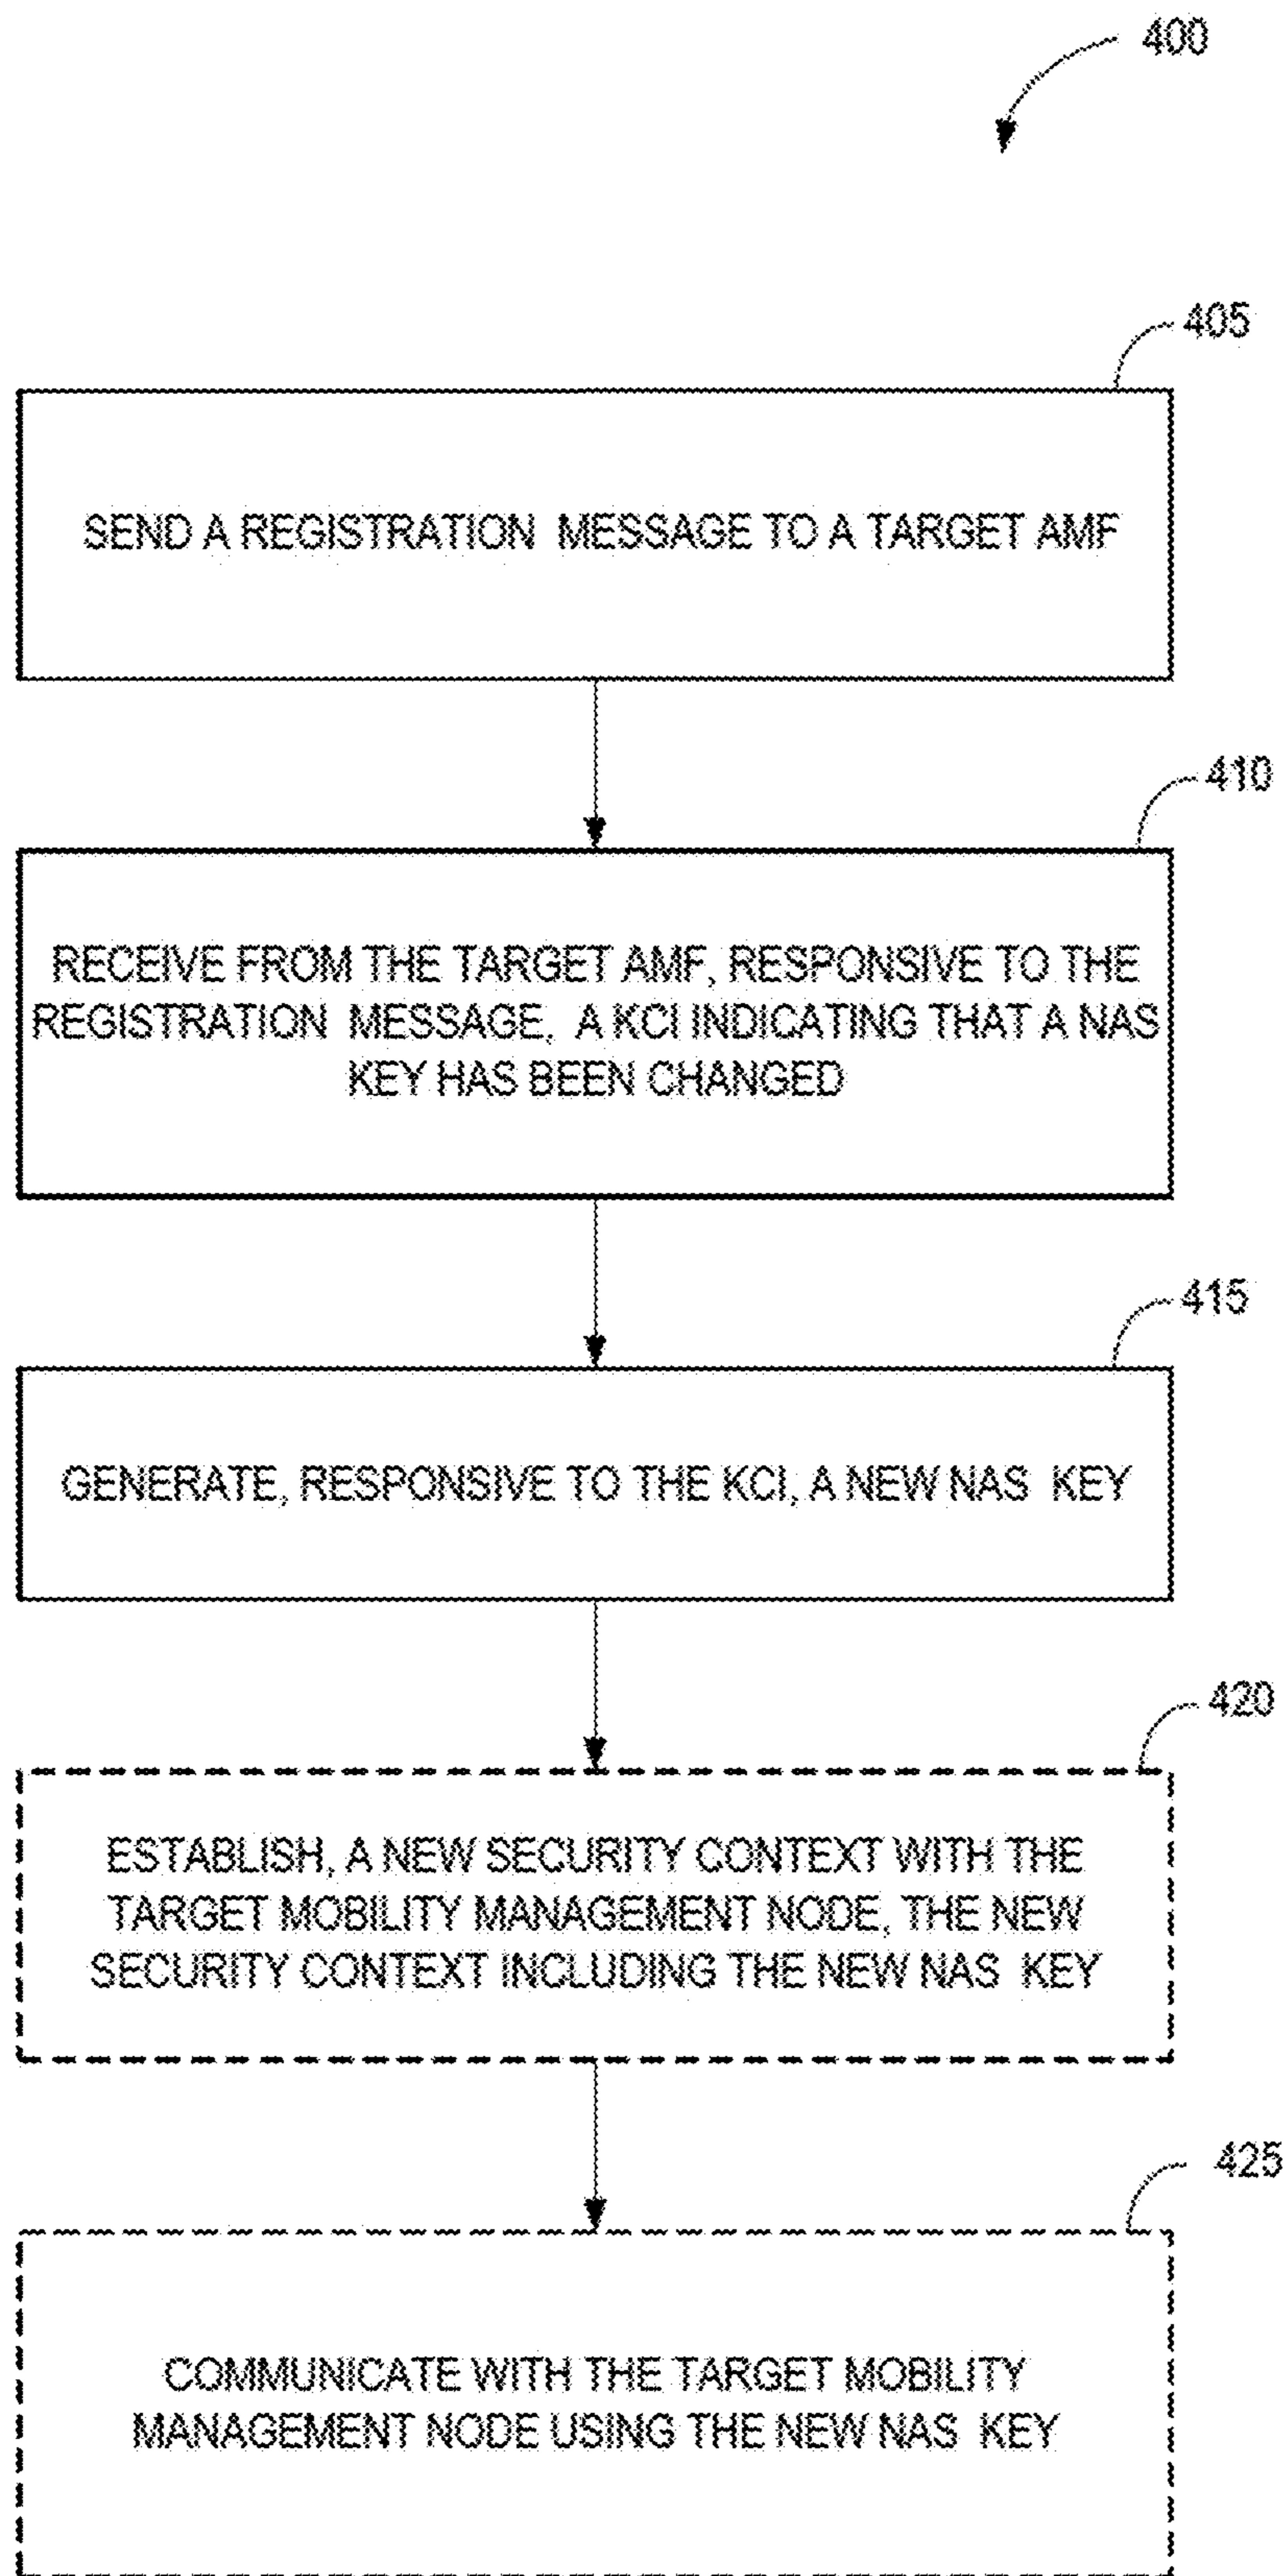 400
405
SEND A REGISTRATION MESSAGE TO A TARGET AMF
410
RECEIVE FROM THE TARGET AMF, RESPONSIVE TO THE
REGISTRATION MESSAGE, A KCI INDICATING THAT A NAS
KEY HAS BEEN CHANGED
415
GENERATE, RESPONSIVE TO THE KCI, A NEW NAS KEY
420
ESTABLISH, A NEW SECURITY CONTEXT WITH THE
TARGET MOBILITY MANAGEMENT NODE, THE NEW
SECURITY CONTEXT INCLUDING THE NEW NAS KEY
425
COMMUNICATE WITH THE TARGET MOBILITY
MANAGEMENT NODE USING THE NEW NAS KEY